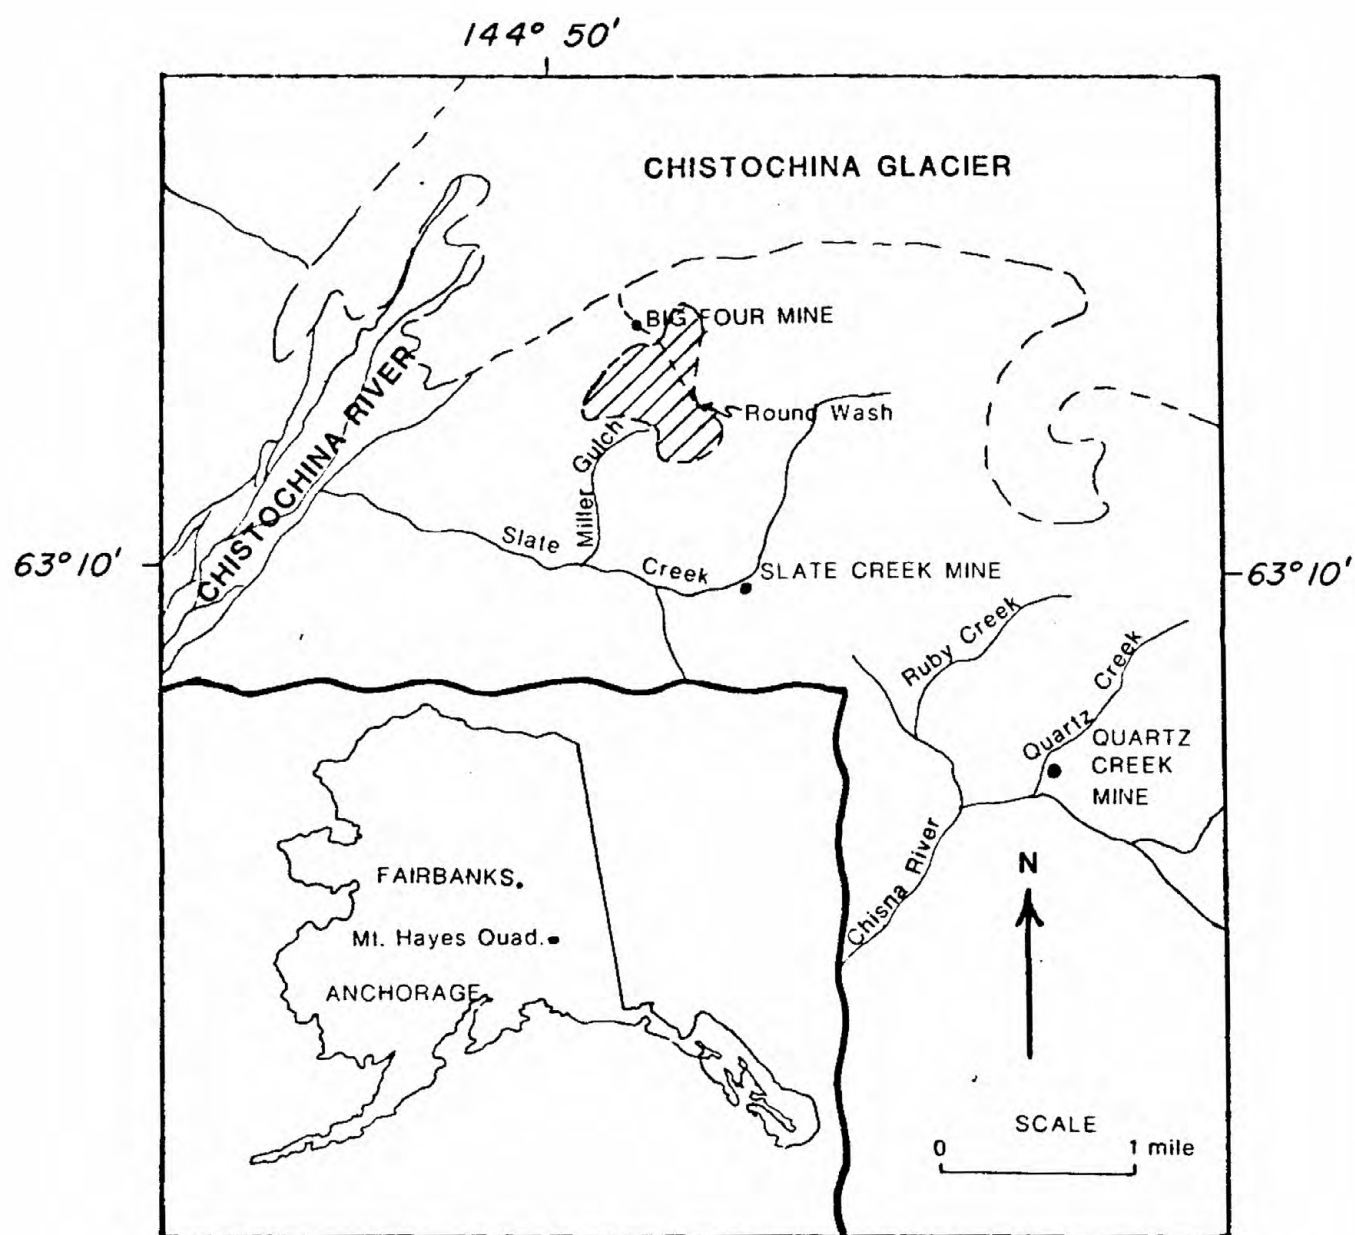 144° 50'
CHISTOCHINA GLACIER
BIG FOUR MINE
Round Wash
CHISTOCHINA RIVER
Miller Gulch
Slate Creek
63°10'
SLATE CREEK MINE
63°10'
Ruby Creek
Quartz Creek
QUARTZ
CREEK
MINE
Chisna River
N
FAIRBANKS
Mt. Hayes Quad.
ANCHORAGE
SCALE
0 1 mile